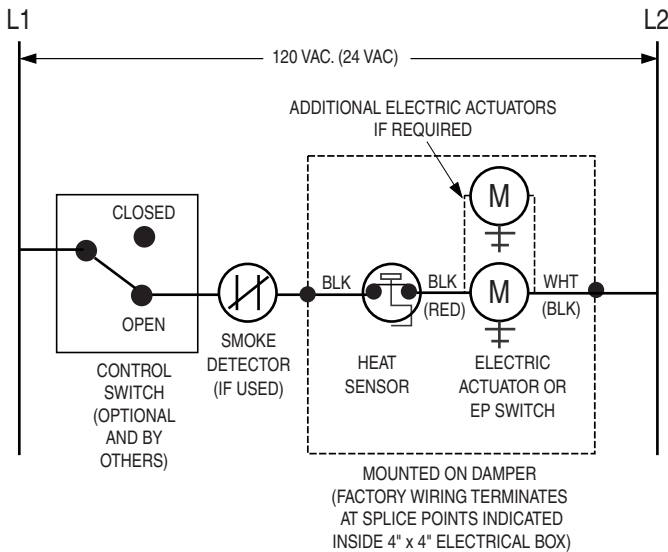 L1
L2
120 VAC. (24 VAC)
ADDITIONAL ELECTRIC ACTUATORS
IF REQUIRED
CLOSED
OPEN
CONTROL
SWITCH
(OPTIONAL
AND BY
OTHERS)
SMOKE
DETECTOR
(IF USED)
BLK
HEAT
SENSOR
BLK
(RED)
M
M
WHT
(BLK)
ELECTRIC
ACTUATOR OR
EP SWITCH
MOUNTED ON DAMPER
(FACTORY WIRING TERMINATES
AT SPLICE POINTS INDICATED
INSIDE 4" x 4" ELECTRICAL BOX)